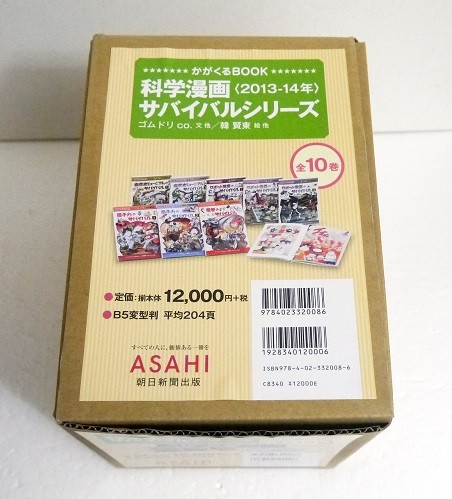 ★★★★★★★ かがくるBOOK ★★★★★★★
科学漫画〈2013-14年〉
サバイバルシリーズ
ゴムドリco. 文 他／韓 賢東 絵 他
全10巻
●定価:揃本体 12,000円+税
●B5変型判 平均204頁
9784023320086
1928340120006
ISBN978-4-02-332008-6
C8340 ¥12000E
すべての人に、価値ある一冊を
ASAHI
朝日新聞出版
ASAHI